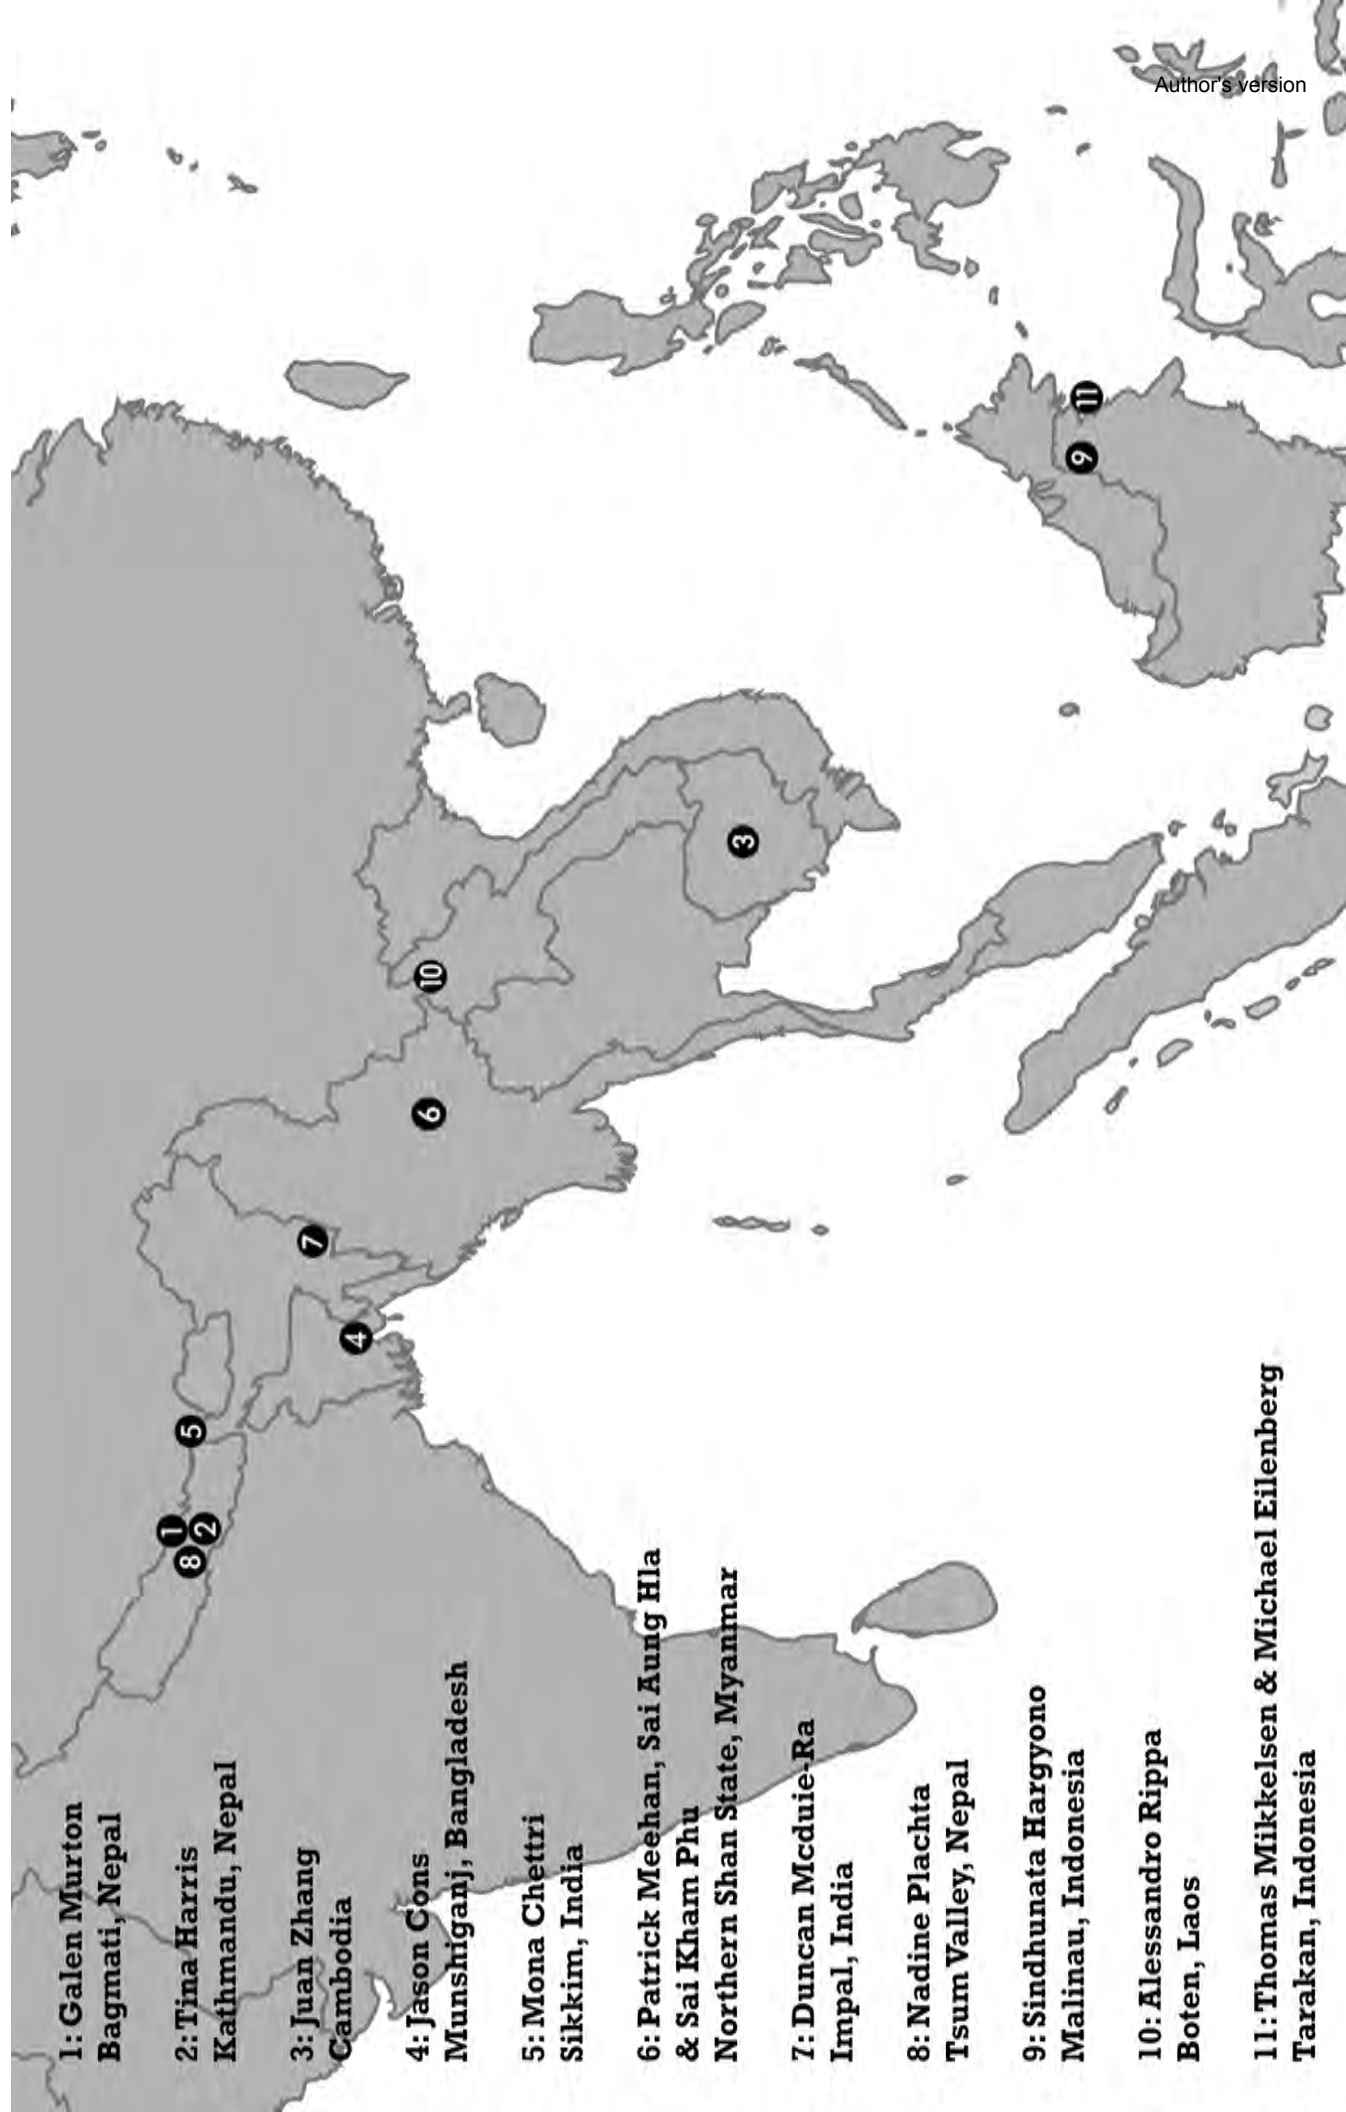 Author's version
1: Galen Murton
Bagmati, Nepal
2: Tina Harris
Kathmandu, Nepal
3: Juan Zhang
Cambodia
4: Jason Cons
Munshiganj, Bangladesh
5: Mona Chettri
Sikkim, India
6: Patrick Meehan, Sai Aung Hla
& Sai Kham Phu
Northern Shan State, Myanmar
7: Duncan Mcduie-Ra
Impal, India
8: Nadine Plachta
Tsum Valley, Nepal
9: Sindhunata Hargyono
Malinau, Indonesia
10: Alessandro Rippa
Boten, Laos
11: Thomas Mikkelsen & Michael Eilenberg
Tarakan, Indonesia
1
8
2
5
7
4
6
10
3
9
11